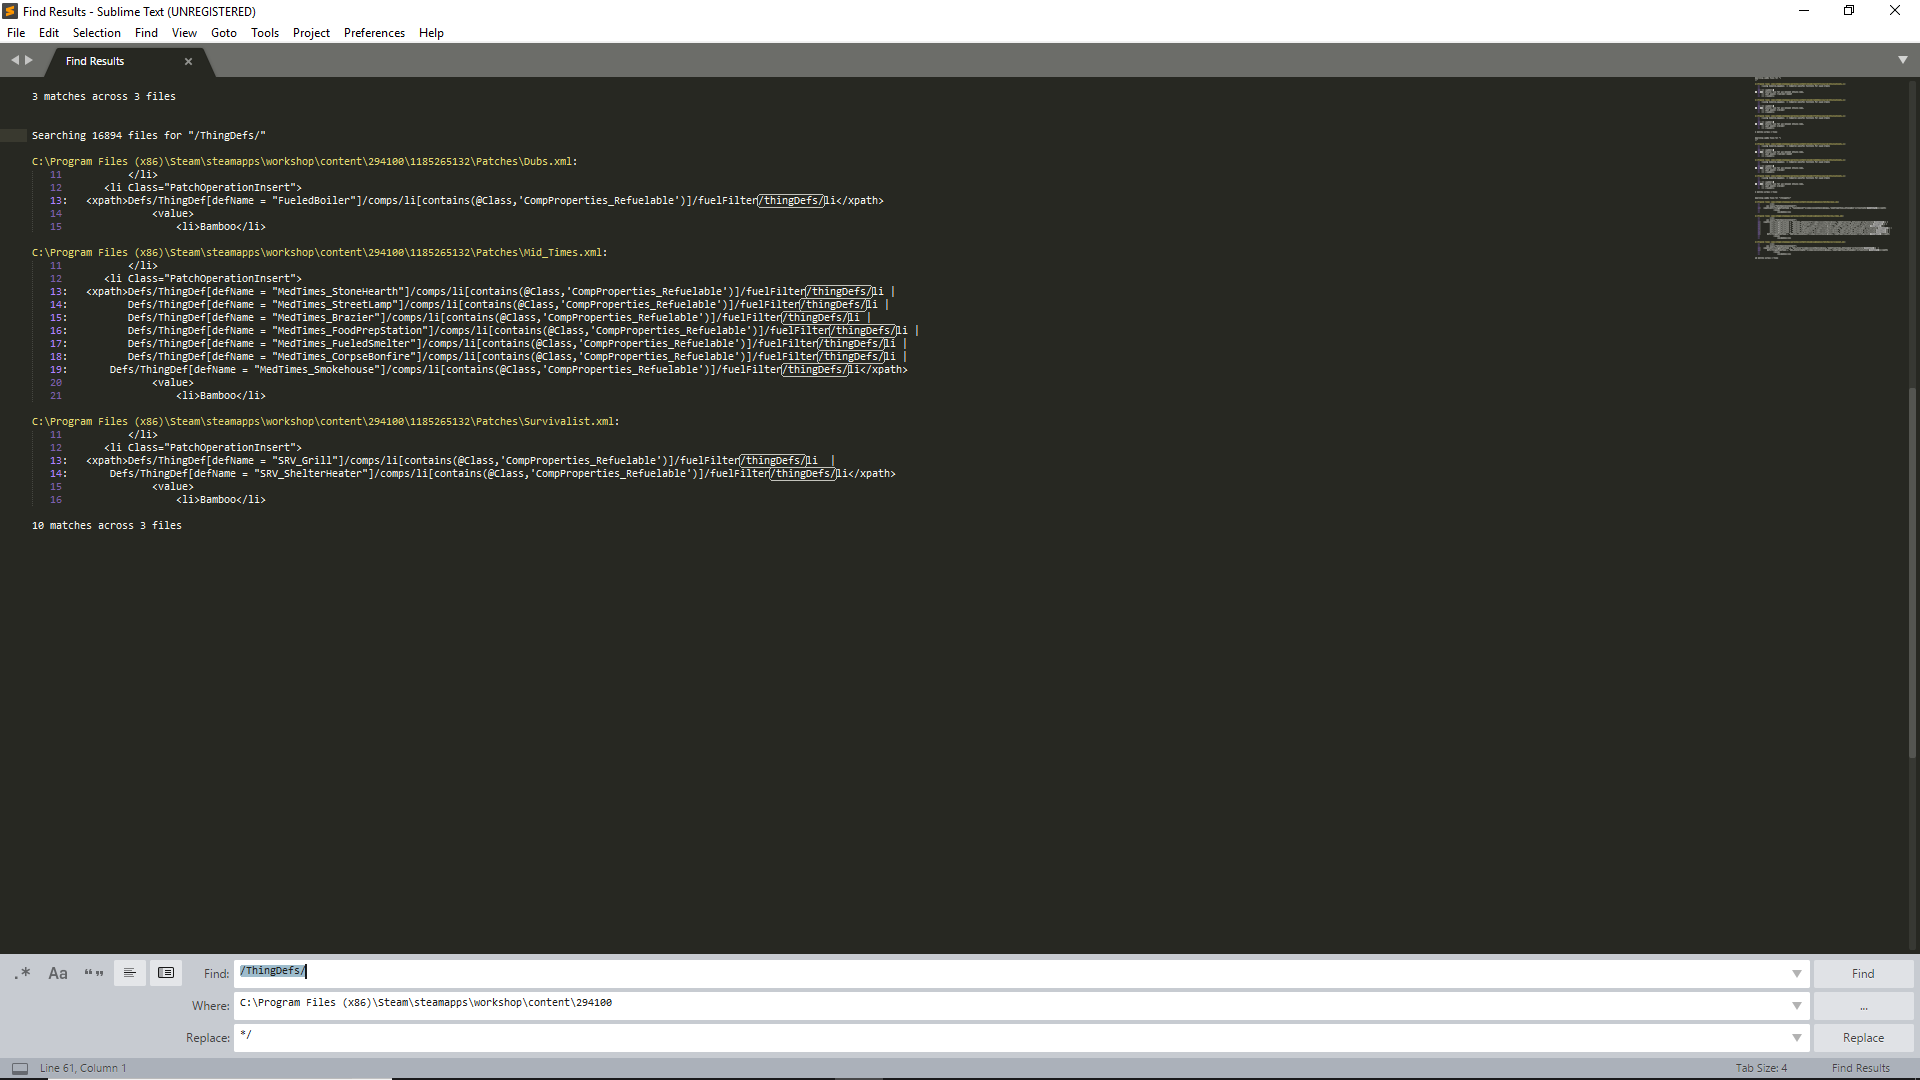 Find Results - Sublime Text (UNREGISTERED)
File Edit Selection Find View Goto Tools Project Preferences Help
Find Results
3 matches across 3 files
Searching 16894 files for "/ThingDefs/"
C:\Program Files (x86)\Steam\steamapps\workshop\content\294100\1185265132\Patches\Dubs.xml:
11 </li>
12 <li Class="PatchOperationInsert">
13: <xpath>Defs/ThingDef[defName = "FueledBoiler"]/comps/li[contains(@Class,'CompProperties_Refuelable')]/fuelFilter/thingDefs/li</xpath>
14 <value>
15 <li>Bamboo</li>
C:\Program Files (x86)\Steam\steamapps\workshop\content\294100\1185265132\Patches\Mid_Times.xml:
11 </li>
12 <li Class="PatchOperationInsert">
13: <xpath>Defs/ThingDef[defName = "MedTimes_StoneHearth"]/comps/li[contains(@Class,'CompProperties_Refuelable')]/fuelFilter/thingDefs/li |
14: Defs/ThingDef[defName = "MedTimes_StreetLamp"]/comps/li[contains(@Class,'CompProperties_Refuelable')]/fuelFilter/thingDefs/li |
15: Defs/ThingDef[defName = "MedTimes_Brazier"]/comps/li[contains(@Class,'CompProperties_Refuelable')]/fuelFilter/thingDefs/li |
16: Defs/ThingDef[defName = "MedTimes_FoodPrepStation"]/comps/li[contains(@Class,'CompProperties_Refuelable')]/fuelFilter/thingDefs/li |
17: Defs/ThingDef[defName = "MedTimes_FueledSmelter"]/comps/li[contains(@Class,'CompProperties_Refuelable')]/fuelFilter/thingDefs/li |
18: Defs/ThingDef[defName = "MedTimes_CorpseBonfire"]/comps/li[contains(@Class,'CompProperties_Refuelable')]/fuelFilter/thingDefs/li |
19: Defs/ThingDef[defName = "MedTimes_Smokehouse"]/comps/li[contains(@Class,'CompProperties_Refuelable')]/fuelFilter/thingDefs/li</xpath>
20 <value>
21 <li>Bamboo</li>
C:\Program Files (x86)\Steam\steamapps\workshop\content\294100\1185265132\Patches\Survivalist.xml:
11 </li>
12 <li Class="PatchOperationInsert">
13: <xpath>Defs/ThingDef[defName = "SRV_Grill"]/comps/li[contains(@Class,'CompProperties_Refuelable')]/fuelFilter/thingDefs/li |
14: Defs/ThingDef[defName = "SRV_ShelterHeater"]/comps/li[contains(@Class,'CompProperties_Refuelable')]/fuelFilter/thingDefs/li</xpath>
15 <value>
16 <li>Bamboo</li>
10 matches across 3 files
.* Aa “” Find: /ThingDefs/ Find
Where: C:\Program Files (x86)\Steam\steamapps\workshop\content\294100 ...
Replace: */ Replace
Line 61, Column 1 Tab Size: 4 Find Results